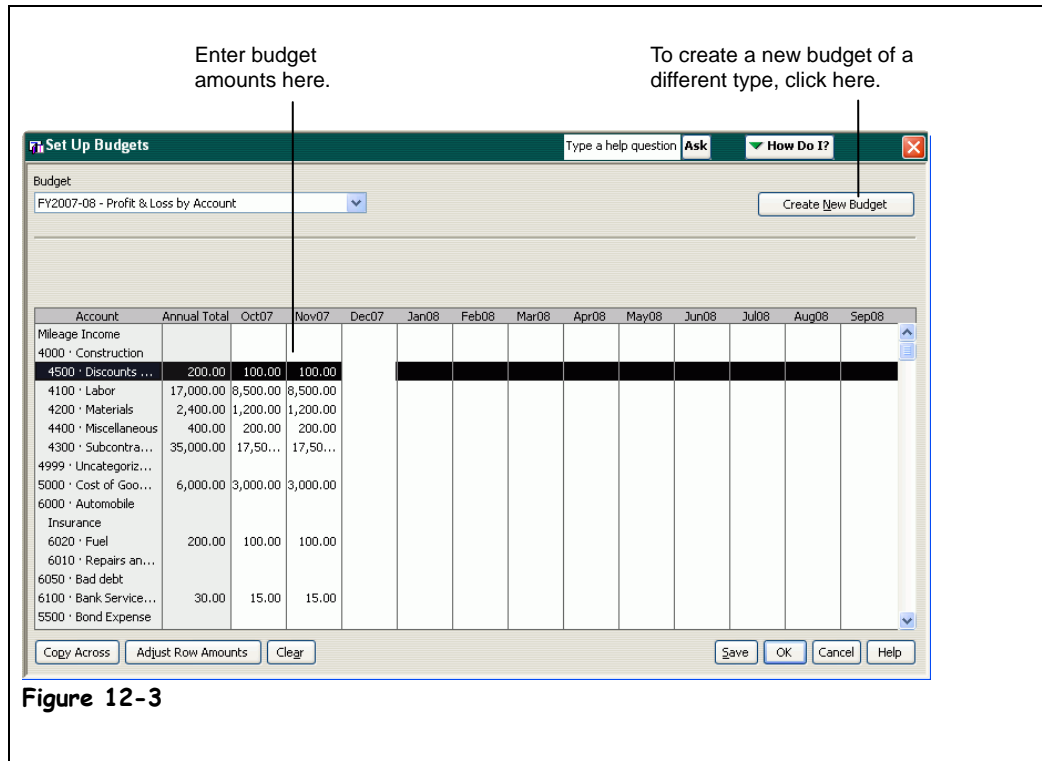 Enter budget
amounts here.
To create a new budget of a
different type, click here.
Set Up Budgets
Type a help question Ask
How Do I?
Budget
FY2007-08 - Profit & Loss by Account
Create New Budget
Account Annual Total Oct07 Nov07 Dec07 Jan08 Feb08 Mar08 Apr08 May08 Jun08 Jul08 Aug08 Sep08
Mileage Income
4000 · Construction
4500 · Discounts ... 200.00 100.00 100.00
4100 · Labor 17,000.00 8,500.00 8,500.00
4200 · Materials 2,400.00 1,200.00 1,200.00
4400 · Miscellaneous 400.00 200.00 200.00
4300 · Subcontra... 35,000.00 17,50... 17,50...
4999 · Uncategoriz...
5000 · Cost of Goo... 6,000.00 3,000.00 3,000.00
6000 · Automobile
Insurance
6020 · Fuel 200.00 100.00 100.00
6010 · Repairs an...
6050 · Bad debt
6100 · Bank Service... 30.00 15.00 15.00
5500 · Bond Expense
Copy Across Adjust Row Amounts Clear Save OK Cancel Help
Figure 12-3